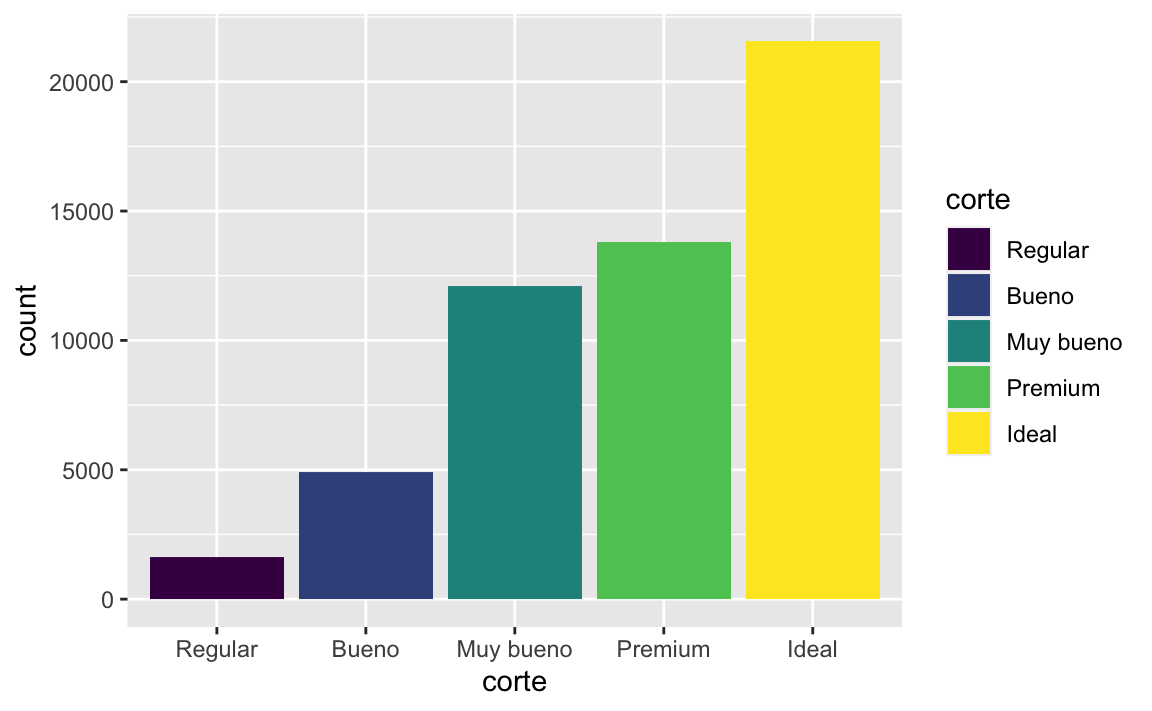 20000
15000
10000
5000
0
count
Regular
Bueno
Muy bueno
Premium
Ideal
corte
corte
Regular
Bueno
Muy bueno
Premium
Ideal